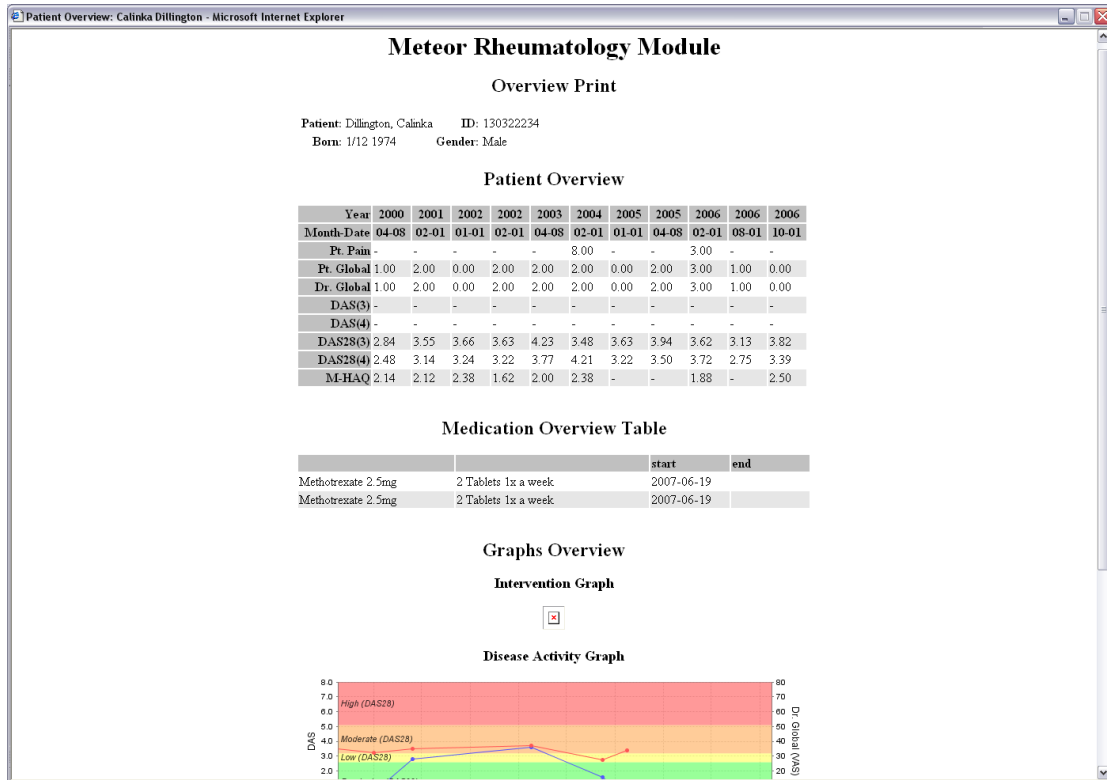 Patient Overview: Calinka Dillington - Microsoft Internet Explorer
Meteor Rheumatology Module
Overview Print
Patient: Dillington, Calinka ID: 130322234
Born: 1/12 1974 Gender: Male
Patient Overview
Year 2000 2001 2002 2002 2003 2004 2005 2005 2006 2006 2006
Month-Date 04-08 02-01 01-01 02-01 04-08 02-01 01-01 04-08 02-01 08-01 10-01
Pt. Pain - - - - - 8.00 - - 3.00 - -
Pt. Global 1.00 2.00 0.00 2.00 2.00 2.00 0.00 2.00 3.00 1.00 0.00
Dr. Global 1.00 2.00 0.00 2.00 2.00 2.00 0.00 2.00 3.00 1.00 0.00
DAS(3) - - - - - - - - - - -
DAS(4) - - - - - - - - - - -
DAS28(3) 2.84 3.55 3.66 3.63 4.23 3.48 3.63 3.94 3.62 3.13 3.82
DAS28(4) 2.48 3.14 3.24 3.22 3.77 4.21 3.22 3.50 3.72 2.75 3.39
M-HAQ 2.14 2.12 2.38 1.62 2.00 2.38 - - 1.88 - 2.50
Medication Overview Table
start end
Methotrexate 2.5mg 2 Tablets 1x a week 2007-06-19
Methotrexate 2.5mg 2 Tablets 1x a week 2007-06-19
Graphs Overview
Intervention Graph
Disease Activity Graph
8.0 80
7.0 High (DAS28) 70
6.0 60
5.0 50
4.0 Moderate (DAS28) 40
3.0 Low (DAS28) 30
2.0 20
DAS
Dr. Global (VAS)